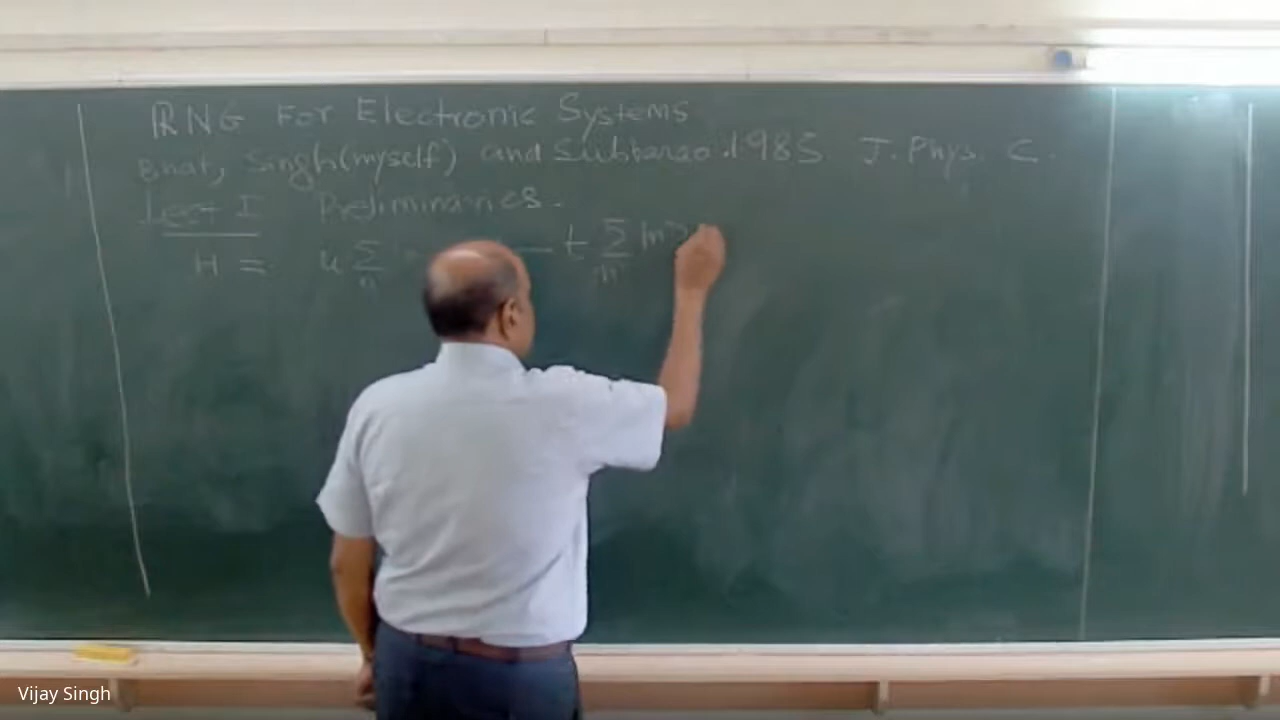 RNG For Electronic Systems
Bhat, Singh(myself) and Subbarao. 1985 J. Phys. C.
Lect I Preliminaries.
H = u Σ n — t Σ m |m>
Vijay Singh